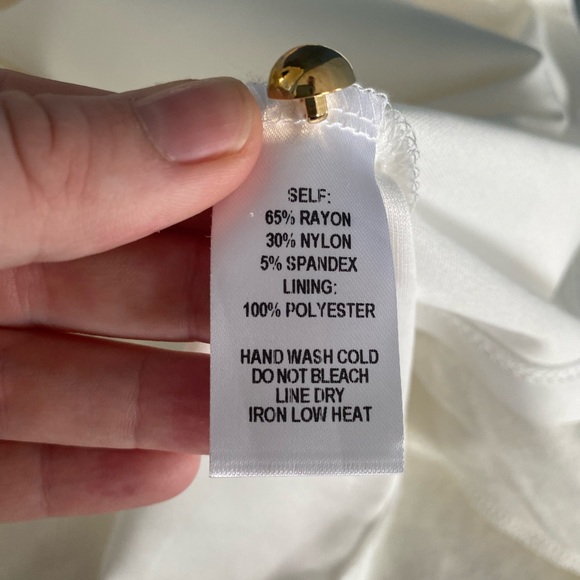 SELF:
65% RAYON
30% NYLON
5% SPANDEX
LINING:
100% POLYESTER
HAND WASH COLD
DO NOT BLEACH
LINE DRY
IRON LOW HEAT